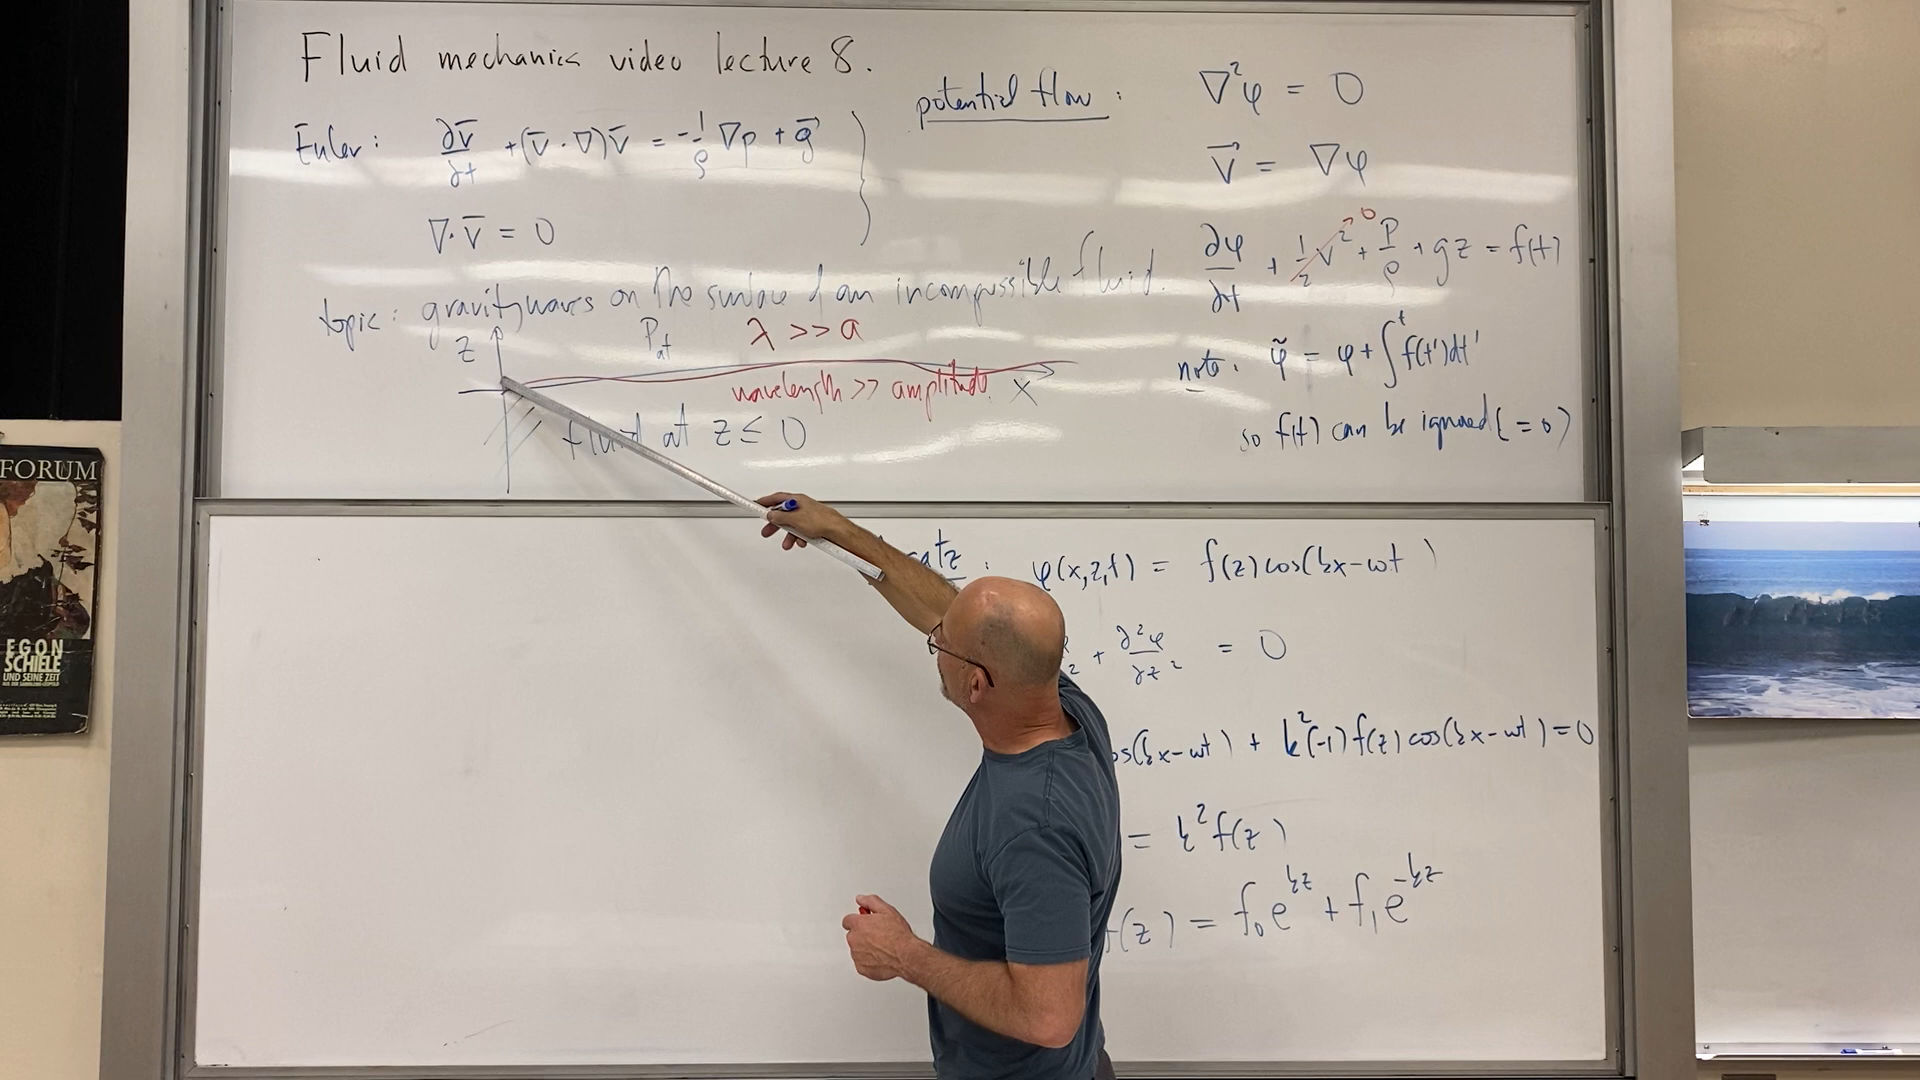 Fluid mechanics video lecture 8.
Euler: ∂v̄/∂t + (v̄ · ∇)v̄ = -1/ρ ∇p + g⃗
∇·v̄ = 0
potential flow:
∇²φ = 0
v⃗ = ∇φ
∂φ/∂t + 1/2 v² → 0 + P/ρ + gz = f(t)
note: φ̃ = φ + ∫ᵗ f(t')dt'
so f(t) can be ignored (= 0)
topic: gravity waves on the surface of an incompressible fluid.
z
P_at
λ >> a
wavelength >> amplitude
x
fluid at z ≤ 0
φ(x,z,t) = f(z) cos(kx-ωt)
+ ∂²φ/∂z² = 0
cos(kx-ωt) + k²(-1) f(z) cos(kx-ωt) = 0
= k² f(z)
f(z) = f₀e^{kz} + f₁e^{-kz}
FORUM
EGON
SCHIELE
UND SEINE ZEIT